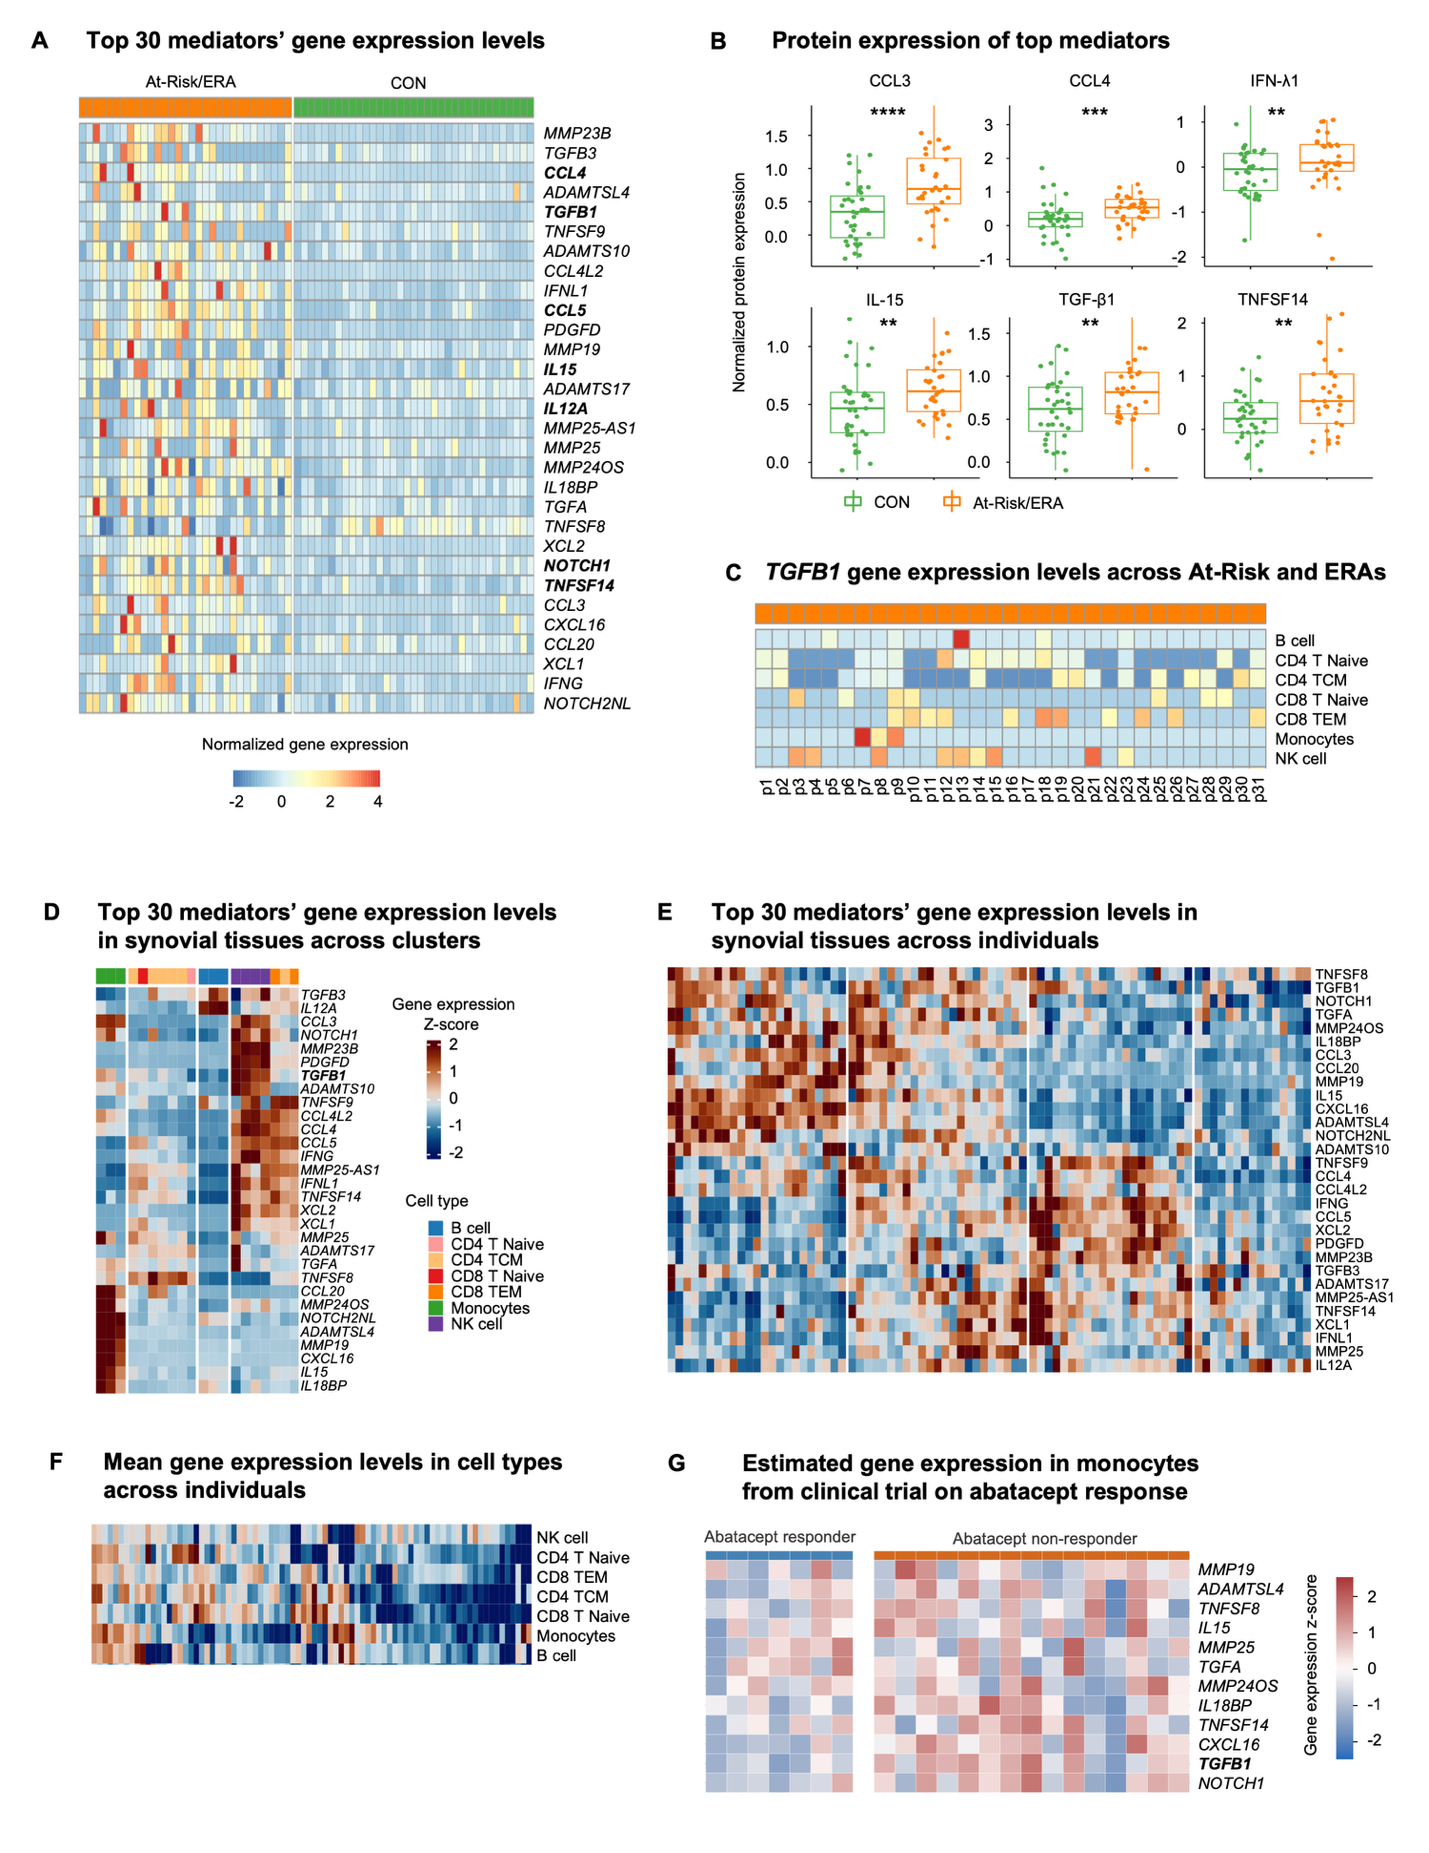 A Top 30 mediators' gene expression levels
At-Risk/ERA CON
MMP23B
TGFB3
CCL4
ADAMTSL4
TGFB1
TNFSF9
ADAMTS10
CCL4L2
IFNL1
CCL5
PDGFD
MMP19
IL15
ADAMTS17
IL12A
MMP25-AS1
MMP25
MMP24OS
IL18BP
TGFA
TNFSF8
XCL2
NOTCH1
TNFSF14
CCL3
CXCL16
CCL20
XCL1
IFNG
NOTCH2NL
Normalized gene expression
-2 0 2 4
B Protein expression of top mediators
Normalized protein expression
CCL3
****
1.5
1.0
0.5
0.0
CCL4
***
3
2
1
0
-1
IFN-λ1
**
1
0
-1
-2
IL-15
**
1.0
0.5
0.0
TGF-β1
**
1.5
1.0
0.5
0.0
TNFSF14
**
2
1
0
CON At-Risk/ERA
C TGFB1 gene expression levels across At-Risk and ERAs
B cell
CD4 T Naive
CD4 TCM
CD8 T Naive
CD8 TEM
Monocytes
NK cell
p1 p2 p3 p4 p5 p6 p7 p8 p9 p10 p11 p12 p13 p14 p15 p16 p17 p18 p19 p20 p21 p22 p23 p24 p25 p26 p27 p28 p29 p30 p31
D Top 30 mediators' gene expression levels
in synovial tissues across clusters
TGFB3
IL12A
CCL3
NOTCH1
MMP23B
PDGFD
TGFB1
ADAMTS10
TNFSF9
CCL4L2
CCL4
CCL5
IFNG
MMP25-AS1
IFNL1
TNFSF14
XCL2
XCL1
MMP25
ADAMTS17
TGFA
TNFSF8
CCL20
MMP24OS
NOTCH2NL
ADAMTSL4
MMP19
CXCL16
IL15
IL18BP
Gene expression
Z-score
2
1
0
-1
-2
Cell type
B cell
CD4 T Naive
CD4 TCM
CD8 T Naive
CD8 TEM
Monocytes
NK cell
E Top 30 mediators' gene expression levels in
synovial tissues across individuals
TNFSF8
TGFB1
NOTCH1
TGFA
MMP24OS
IL18BP
CCL3
CCL20
MMP19
IL15
CXCL16
ADAMTSL4
NOTCH2NL
ADAMTS10
TNFSF9
CCL4
CCL4L2
IFNG
CCL5
XCL2
PDGFD
MMP23B
TGFB3
ADAMTS17
MMP25-AS1
TNFSF14
XCL1
IFNL1
MMP25
IL12A
F Mean gene expression levels in cell types
across individuals
NK cell
CD4 T Naive
CD8 TEM
CD4 TCM
CD8 T Naive
Monocytes
B cell
G Estimated gene expression in monocytes
from clinical trial on abatacept response
Abatacept responder Abatacept non-responder
MMP19
ADAMTSL4
TNFSF8
IL15
MMP25
TGFA
MMP24OS
IL18BP
TNFSF14
CXCL16
TGFB1
NOTCH1
Gene expression z-score
2
1
0
-1
-2